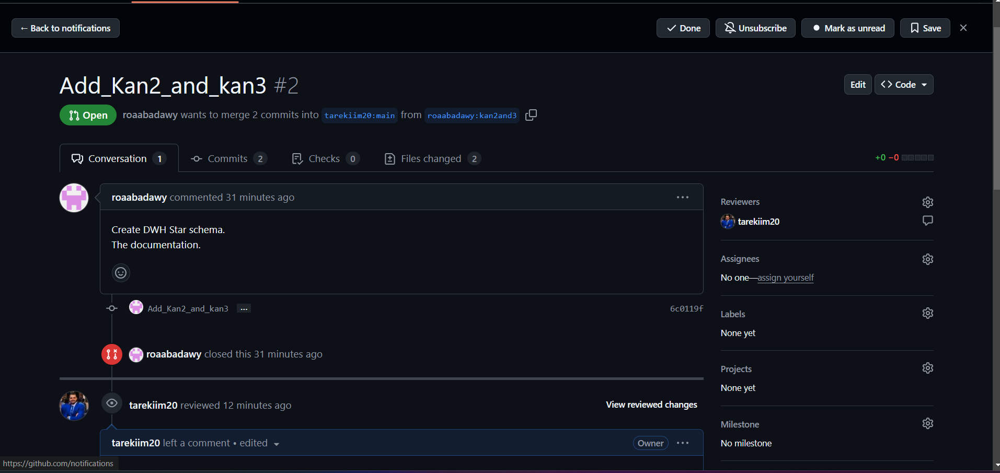 ← Back to notifications
Done
Unsubscribe
Mark as unread
Save
Add_Kan2_and_kan3 #2
Edit
Code
Open
roaabadawy wants to merge 2 commits into tarekiim20:main from roaabadawy:kan2and3
Conversation 1
Commits 2
Checks 0
Files changed 2
+0 −0
roaabadawy commented 31 minutes ago
Create DWH Star schema.
The documentation.
Add_Kan2_and_kan3 ...
6c0119f
roaabadawy closed this 31 minutes ago
tarekiim20 reviewed 12 minutes ago
View reviewed changes
tarekiim20 left a comment • edited
Owner
Reviewers
tarekiim20
Assignees
No one—assign yourself
Labels
None yet
Projects
None yet
Milestone
No milestone
https://github.com/notifications